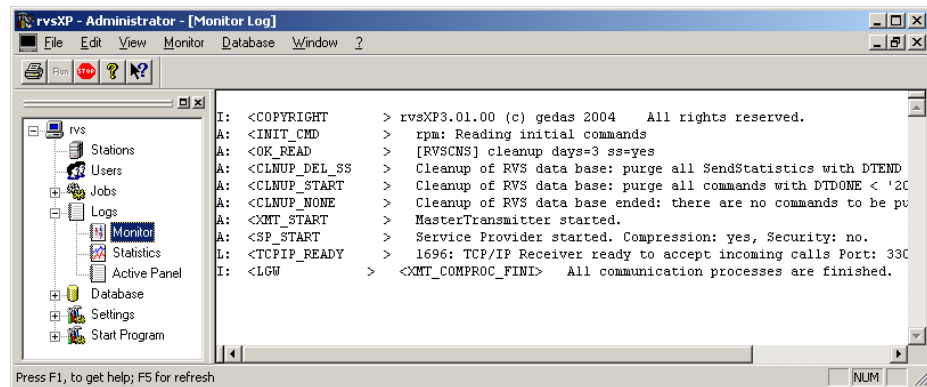 rvsXP - Administrator - [Monitor Log]
File Edit View Monitor Database Window ?
Run STOP ? ?
rvs
Stations
Users
Jobs
Logs
Monitor
Statistics
Active Panel
Database
Settings
Start Program
I: <COPYRIGHT > rvsXP3.01.00 (c) gedas 2004 All rights reserved.
A: <INIT_CMD > rpm: Reading initial commands
A: <OK_READ > [RVSCNS] cleanup days=3 ss=yes
A: <CLNUP_DEL_SS > Cleanup of RVS data base: purge all SendStatistics with DTEND
A: <CLNUP_START > Cleanup of RVS data base: purge all commands with DTDONE < '20
A: <CLNUP_NONE > Cleanup of RVS data base ended: there are no commands to be pu
A: <XMT_START > MasterTransmitter started.
A: <SP_START > Service Provider started. Compression: yes, Security: no.
L: <TCPIP_READY > 1696: TCP/IP Receiver ready to accept incoming calls Port: 330
I: <LGW > <XMT_COMPROC_FINI> All communication processes are finished.
Press F1, to get help; F5 for refresh
NUM